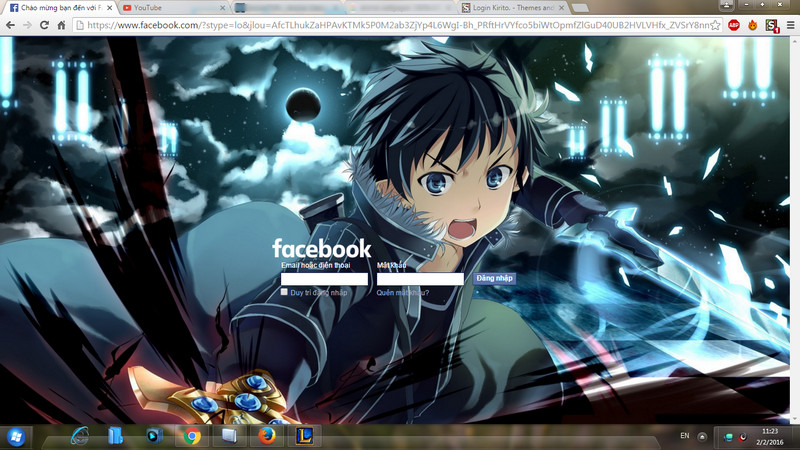 Chào mừng bạn đến với F
YouTube
Login Kirito. - Themes and
https://www.facebook.com/?stype=lo&jlou=AfcTLhukZaHPAvKTMk5P0M2ab3ZjYp4L6WgI-Bh_PRftHrVYfco5biWtOpmfZlGuD40UB2HVLVHfx_ZVSrY8nn
ABP
facebook
Email hoặc điện thoại
Mật khẩu
Đăng nhập
Duy trì đăng nhập
Quên mật khẩu?
EN
11:23
2/2/2016